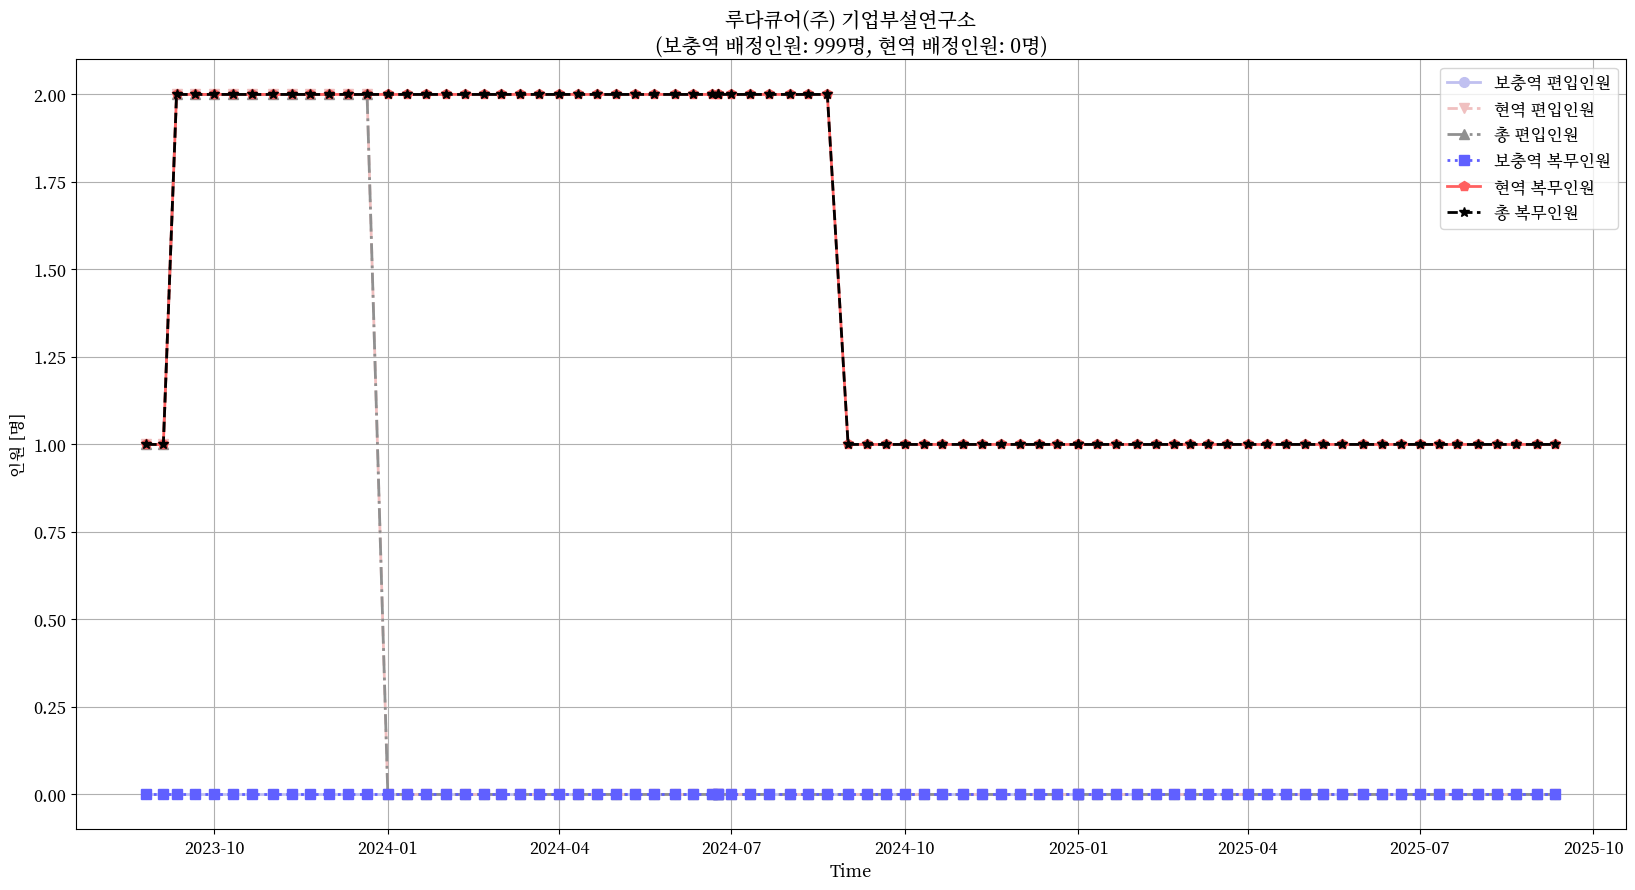 루다큐어(주) 기업부설연구소
(보충역 배정인원: 999명, 현역 배정인원: 0명)
보충역 편입인원
현역 편입인원
총 편입인원
보충역 복무인원
현역 복무인원
총 복무인원
인원 [명]
2.00
1.75
1.50
1.25
1.00
0.75
0.50
0.25
0.00
2023-10
2024-01
2024-04
2024-07
2024-10
2025-01
2025-04
2025-07
2025-10
Time